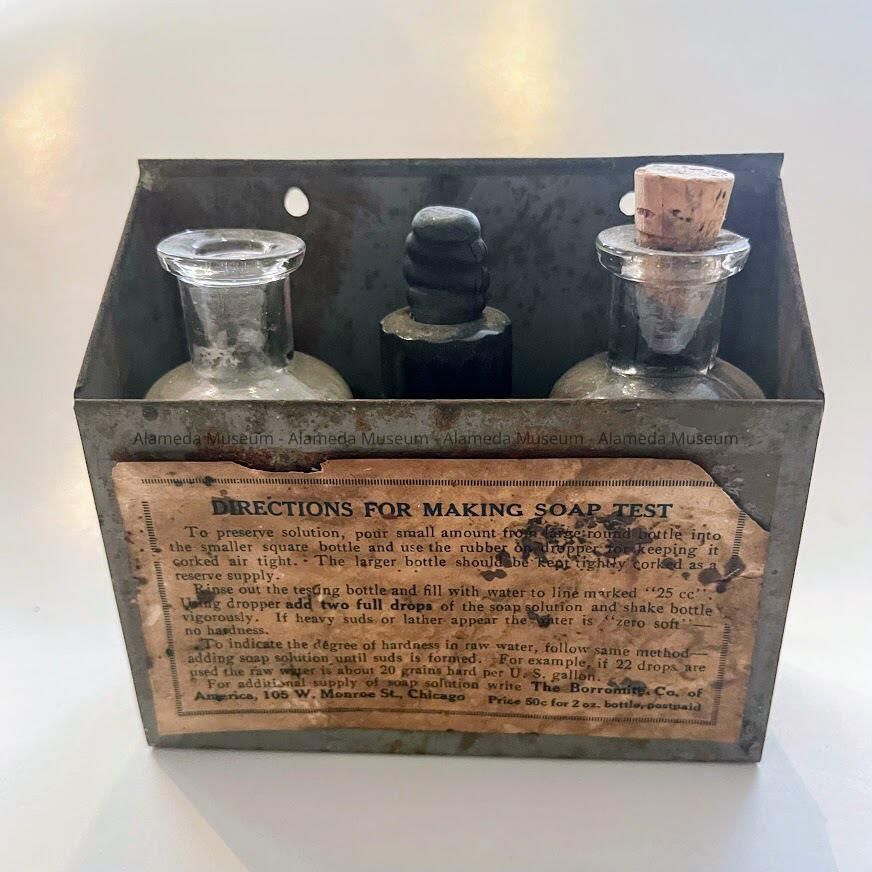 Alameda Museum - Alameda Museum - Alameda Museum - Alameda Museum
DIRECTIONS FOR MAKING SOAP TEST
To preserve solution, pour small amount from large round bottle into
the smaller square bottle and use the rubber on dropper for keeping it
corked air tight. - The larger bottle should be kept tightly corked as a
reserve supply.
Rinse out the testing bottle and fill with water to line marked "25 cc".
Using dropper add two full drops of the soap solution and shake bottle
vigorously. If heavy suds or lather appear the water is "zero soft"—
no hardness.
To indicate the degree of hardness in raw water, follow same method—
adding soap solution until suds is formed. For example, if 22 drops are
used the raw water is about 20 grains hard per U. S. gallon.
For additional supply of soap solution write The Borromite Co. of
America, 105 W. Monroe St., Chicago Price 50c for 2 oz. bottle, postpaid